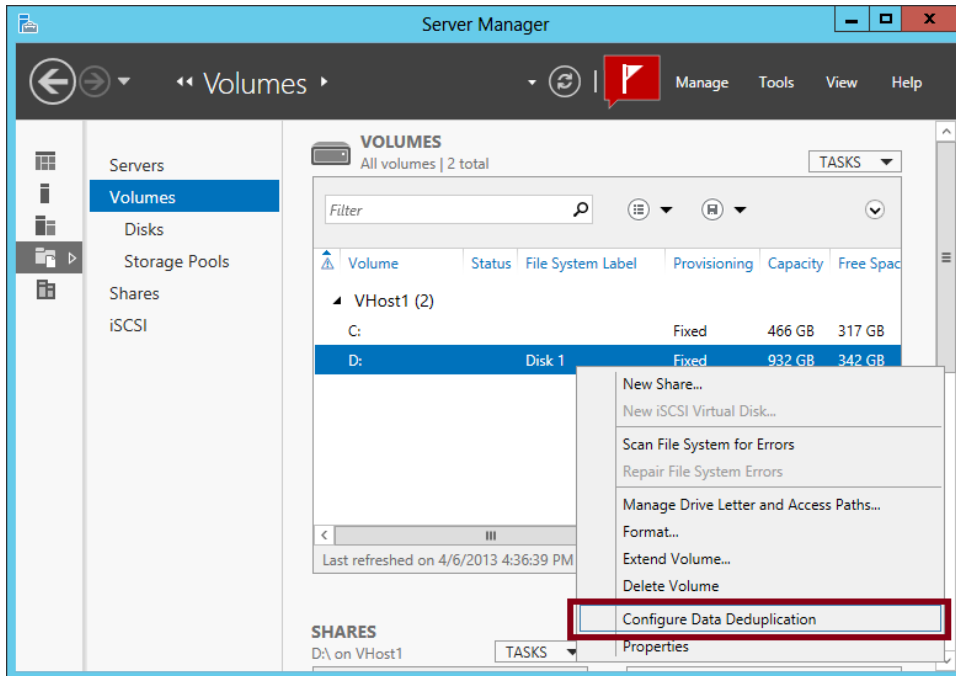 Server Manager
Volumes
Manage Tools View Help
Servers
Volumes
Disks
Storage Pools
Shares
iSCSI
VOLUMES
All volumes | 2 total
TASKS
Filter
Volume Status File System Label Provisioning Capacity Free Spac
VHost1 (2)
C: Fixed 466 GB 317 GB
D: Disk 1 Fixed 932 GB 342 GB
New Share...
New iSCSI Virtual Disk...
Scan File System for Errors
Repair File System Errors
Manage Drive Letter and Access Paths...
Format...
Extend Volume...
Delete Volume
Configure Data Deduplication
Properties
Last refreshed on 4/6/2013 4:36:39 PM
SHARES
D:\ on VHost1
TASKS